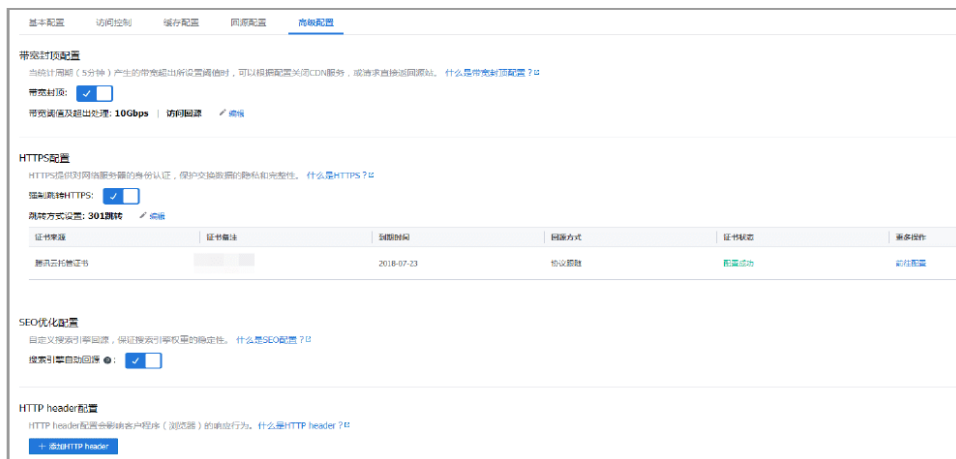 基本配置 访问控制 缓存配置 回源配置 高级配置
带宽封顶配置
当统计周期（5分钟）产生的带宽超出所设置阈值时，可以根据配置关闭CDN服务，或请求直接返回源站。 什么是带宽封顶配置？
带宽封顶:
带宽阈值及超出处理: 10Gbps | 访问回源 编辑
HTTPS配置
HTTPS提供对网络服务器的身份认证，保护交换数据的隐私和完整性。 什么是HTTPS？
强制跳转HTTPS:
跳转方式设置: 301跳转 编辑
证书来源 证书备注 到期时间 回源方式 证书状态 更多操作
腾讯云托管证书 2018-07-23 协议跟随 配置成功 前往配置
SEO优化配置
自定义搜索引擎回源，保证搜索引擎权重的稳定性。 什么是SEO配置？
搜索引擎自动回源 :
HTTP header配置
HTTP header配置会影响客户程序（浏览器）的响应行为。什么是HTTP header？
+ 添加HTTP header